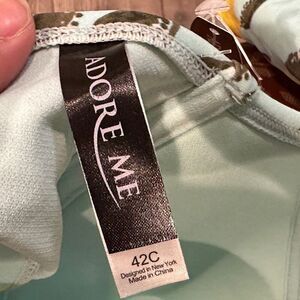 ADORE ME
42C
Designed in New York
Made in China